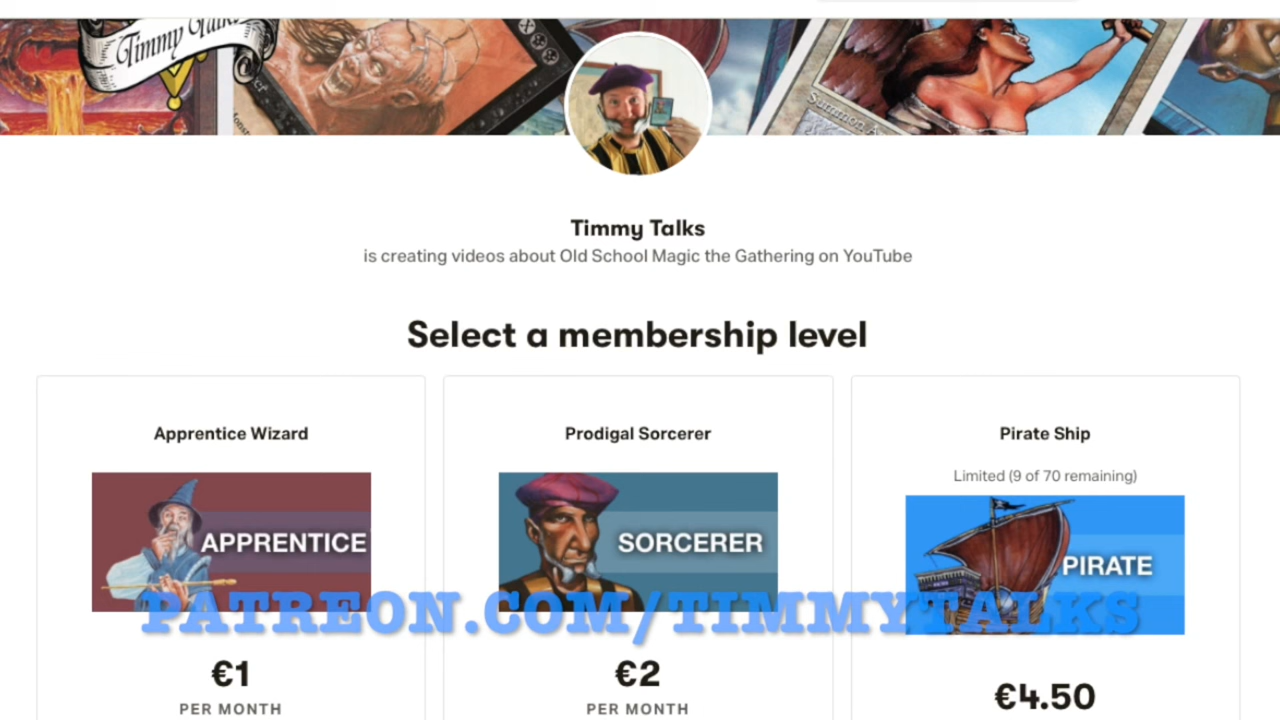 Timmy Talks
Summon A
Timmy Talks
is creating videos about Old School Magic the Gathering on YouTube
Select a membership level
Apprentice Wizard
Prodigal Sorcerer
Pirate Ship
Limited (9 of 70 remaining)
APPRENTICE
SORCERER
PIRATE
PATREON.COM/TIMMYTALKS
€1
€2
€4.50
PER MONTH
PER MONTH